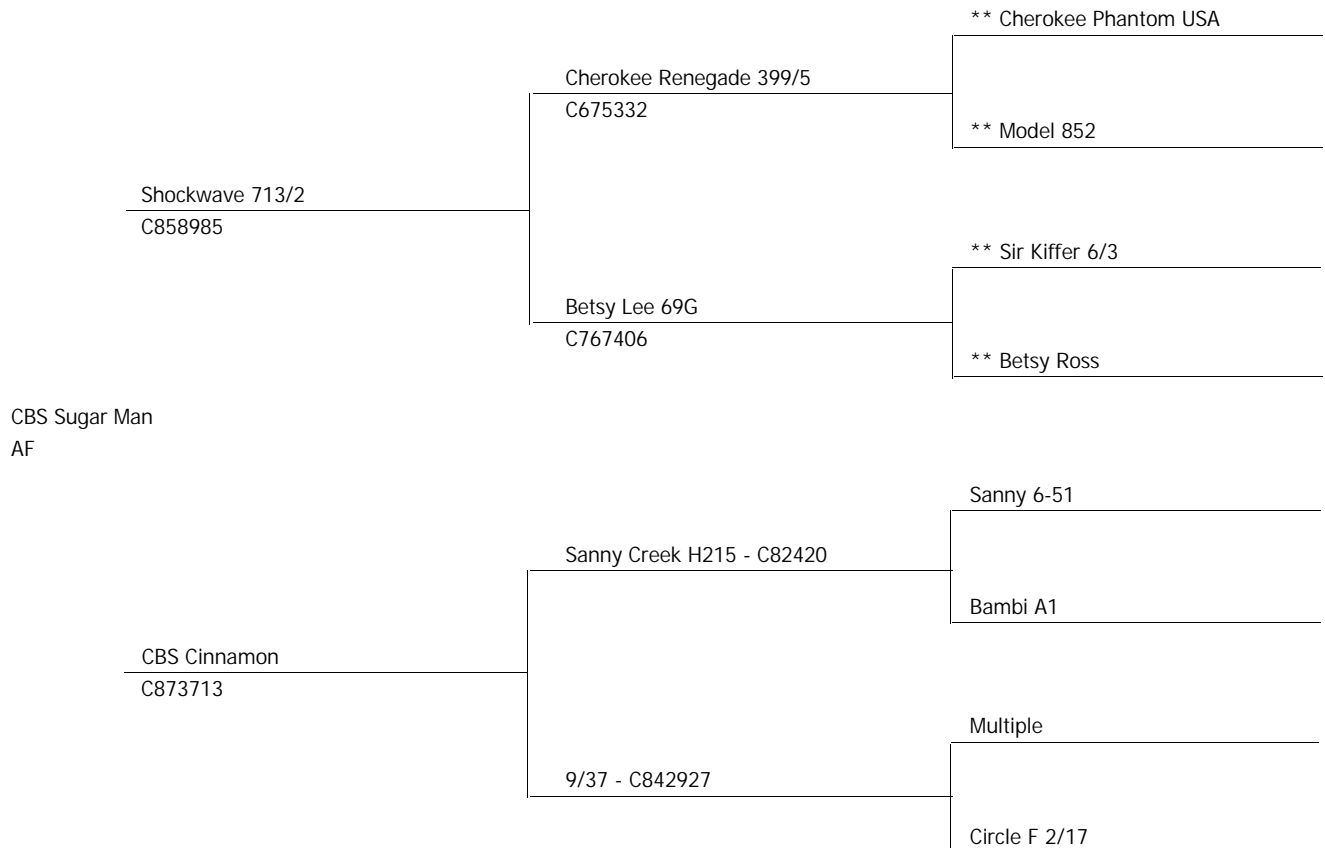 ** Cherokee Phantom USA
Cherokee Renegade 399/5
C675332
** Model 852
Shockwave 713/2
C858985
** Sir Kiffer 6/3
Betsy Lee 69G
C767406
** Betsy Ross
CBS Sugar Man
AF
Sanny 6-51
Sanny Creek H215 - C82420
Bambi A1
CBS Cinnamon
C873713
Multiple
9/37 - C842927
Circle F 2/17